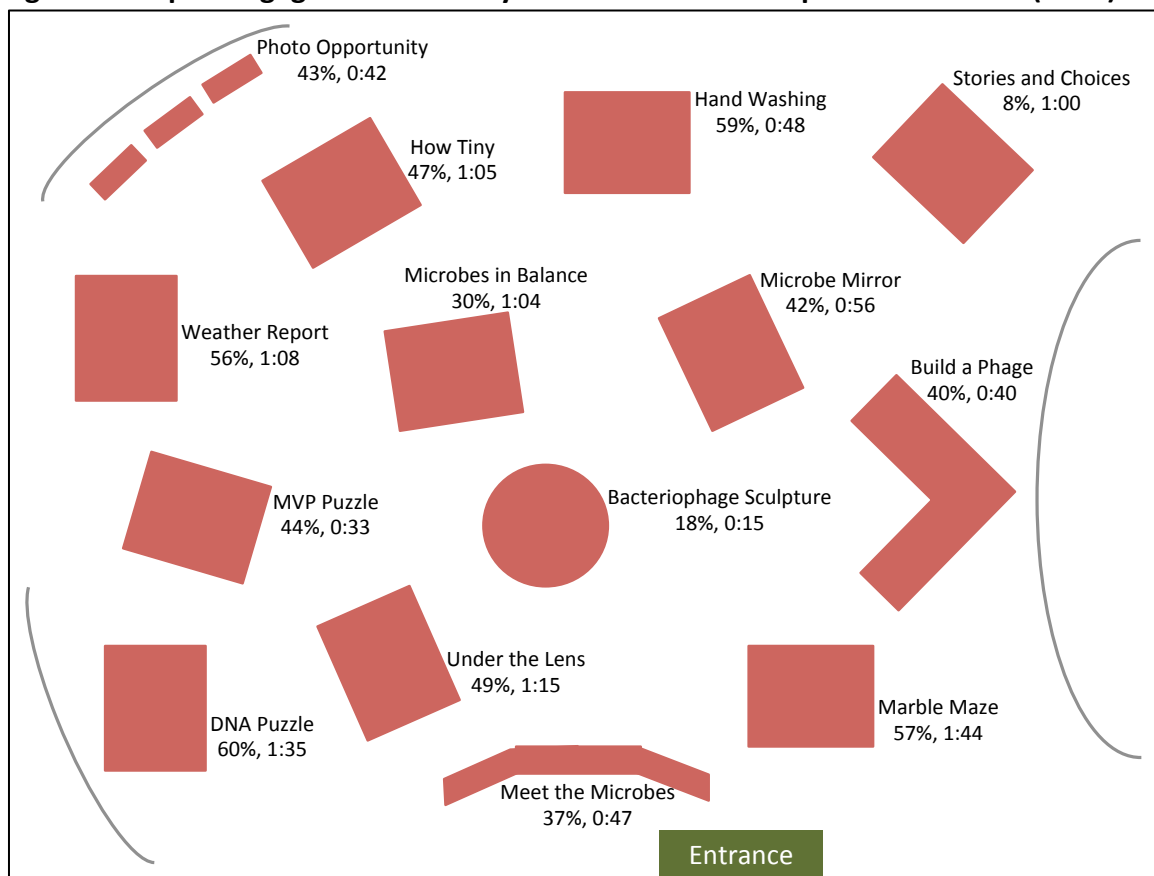 Photo Opportunity
43%, 0:42
Stories and Choices
8%, 1:00
Hand Washing
59%, 0:48
How Tiny
47%, 1:05
Microbes in Balance
30%, 1:04
Microbe Mirror
42%, 0:56
Weather Report
56%, 1:08
Build a Phage
40%, 0:40
MVP Puzzle
44%, 0:33
Bacteriophage Sculpture
18%, 0:15
Under the Lens
49%, 1:15
DNA Puzzle
60%, 1:35
Marble Maze
57%, 1:44
Meet the Microbes
37%, 0:47
Entrance